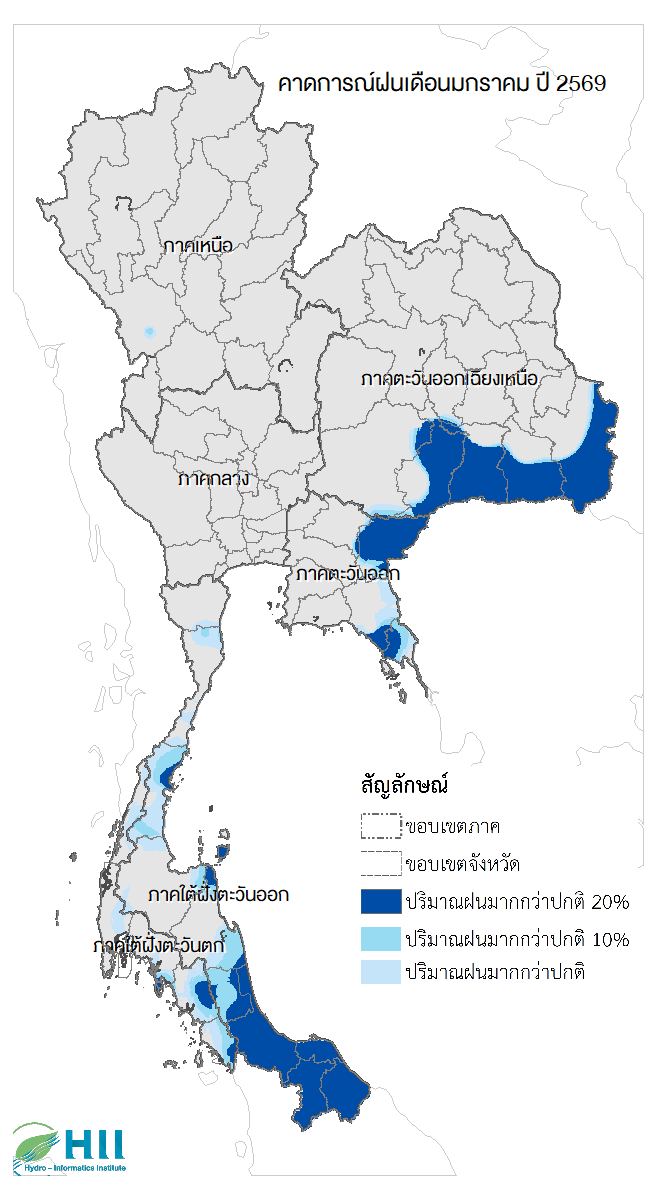 คาดการณ์ฝนเดือนมกราคม ปี 2569
ภาคเหนือ
ภาคตะวันออกเฉียงเหนือ
ภาคกลวง
ภาคตะวันออก
สัญลักษณ์
ขอบเขตภาค
ขอบเขตจังหวัด
ปริมาณฝนมากกว่าปกติ 20%
ปริมาณฝนมากกว่าปกติ 10%
ปริมาณฝนมากกว่าปกติ
ภาคใต้ฝั่งตะวันออก
ภาคใต้ฝั่งตะวันตก
HII
Hydro – Informatics Institute